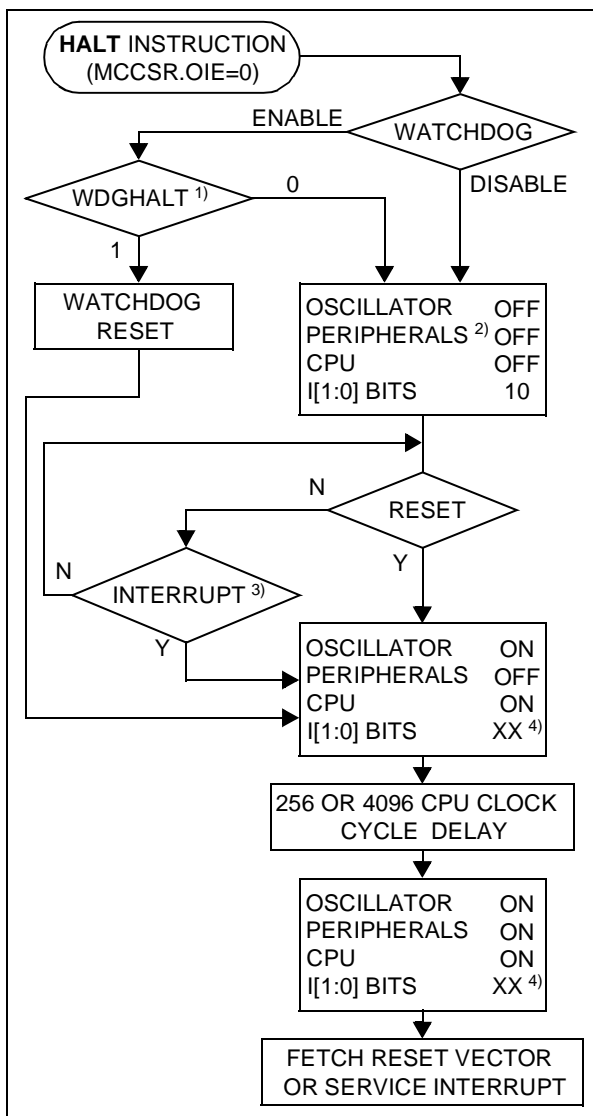 HALT INSTRUCTION
(MCCSR.OIE=0)
ENABLE
WATCHDOG
WDGHALT 1)
0
DISABLE
1
WATCHDOG
RESET
OSCILLATOR OFF
PERIPHERALS 2) OFF
CPU OFF
I[1:0] BITS 10
N
RESET
N
Y
INTERRUPT 3)
Y
OSCILLATOR ON
PERIPHERALS OFF
CPU ON
I[1:0] BITS XX 4)
256 OR 4096 CPU CLOCK
CYCLE DELAY
OSCILLATOR ON
PERIPHERALS ON
CPU ON
I[1:0] BITS XX 4)
FETCH RESET VECTOR
OR SERVICE INTERRUPT